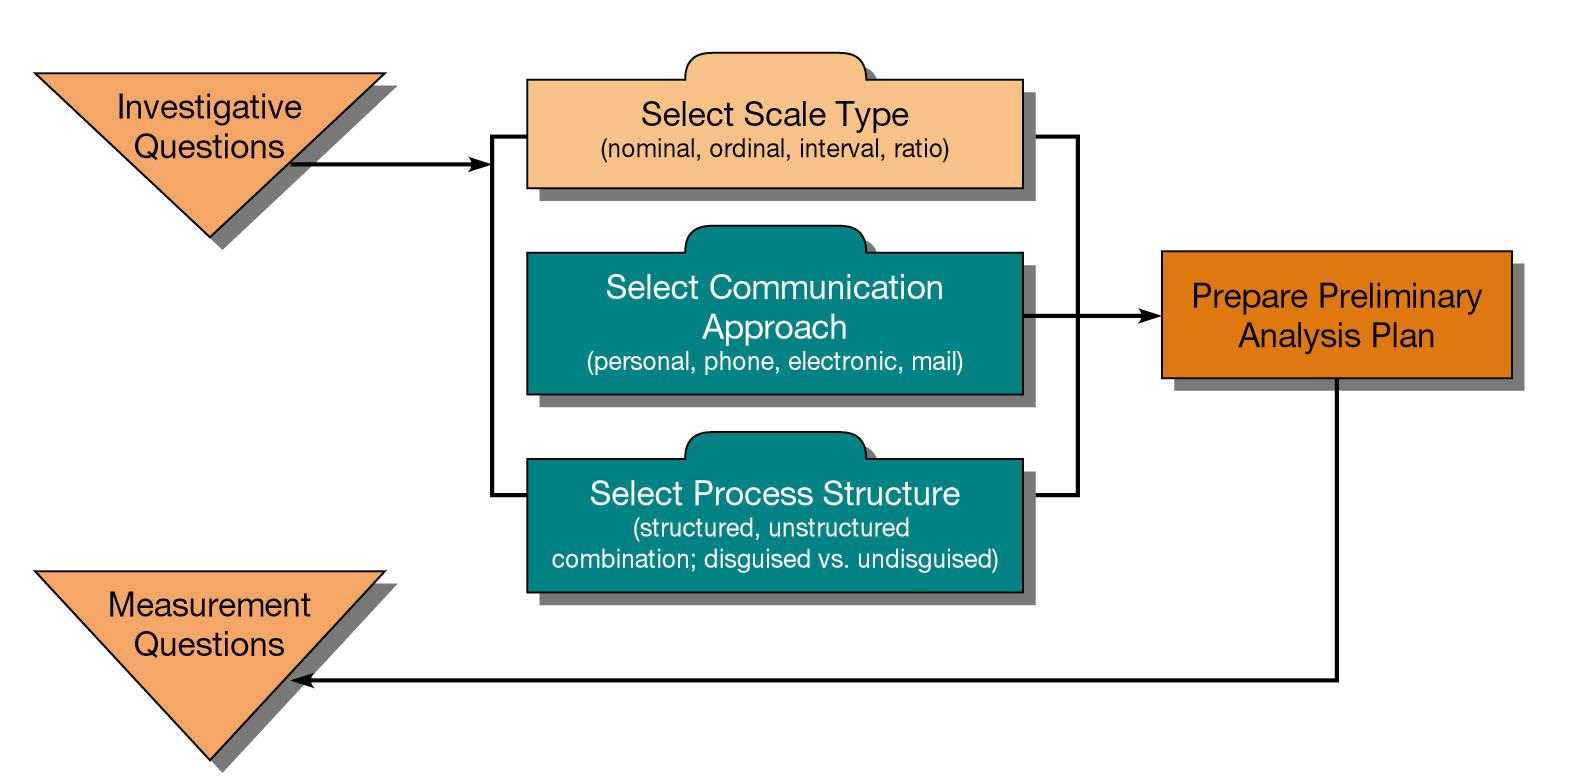 Investigative
Questions
Select Scale Type
(nominal, ordinal, interval, ratio)
Select Communication
Approach
(personal, phone, electronic, mail)
Select Process Structure
(structured, unstructured
combination; disguised vs. undisguised)
Prepare Preliminary
Analysis Plan
Measurement
Questions